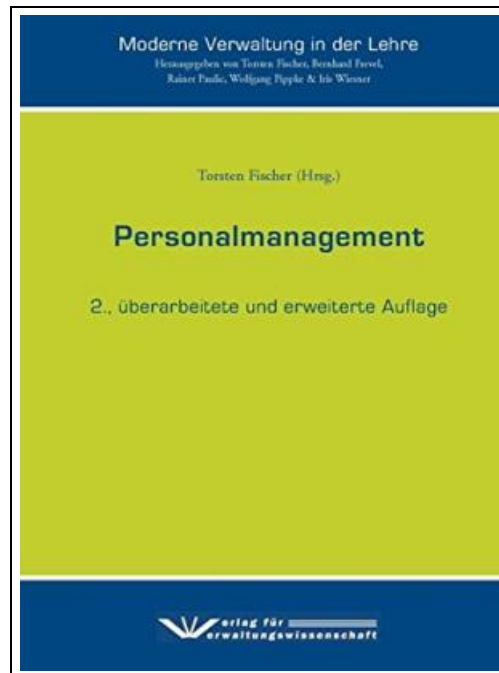 Moderne Verwaltung in der Lehre
Herausgegeben von Torsten Fischer, Bernhard Frevel,
Rainer Paulic, Wolfgang Pippke & Iris Wiesner
Torsten Fischer (Hrsg.)
Personalmanagement
2., überarbeitete und erweiterte Auflage
Verlag für
Verwaltungswissenschaft